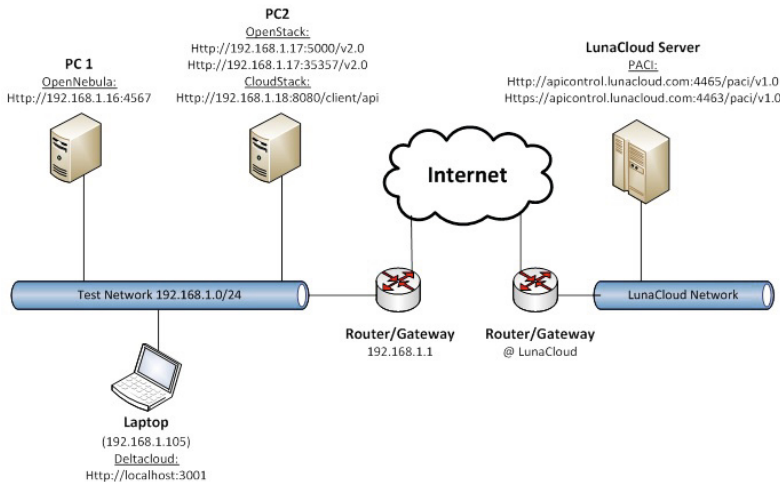 PC 1
OpenNebula:
Http://192.168.1.16:4567
PC2
OpenStack:
Http://192.168.1.17:5000/v2.0
Http://192.168.1.17:35357/v2.0
CloudStack:
Http://192.168.1.18:8080/client/api
LunaCloud Server
PACI:
Http://apicontrol.lunacloud.com:4465/paci/v1.0
Https://apicontrol.lunacloud.com:4463/paci/v1.0
Internet
Test Network 192.168.1.0/24
LunaCloud Network
Router/Gateway
192.168.1.1
Router/Gateway
@ LunaCloud
Laptop
(192.168.1.105)
Deltacloud:
Http://localhost:3001